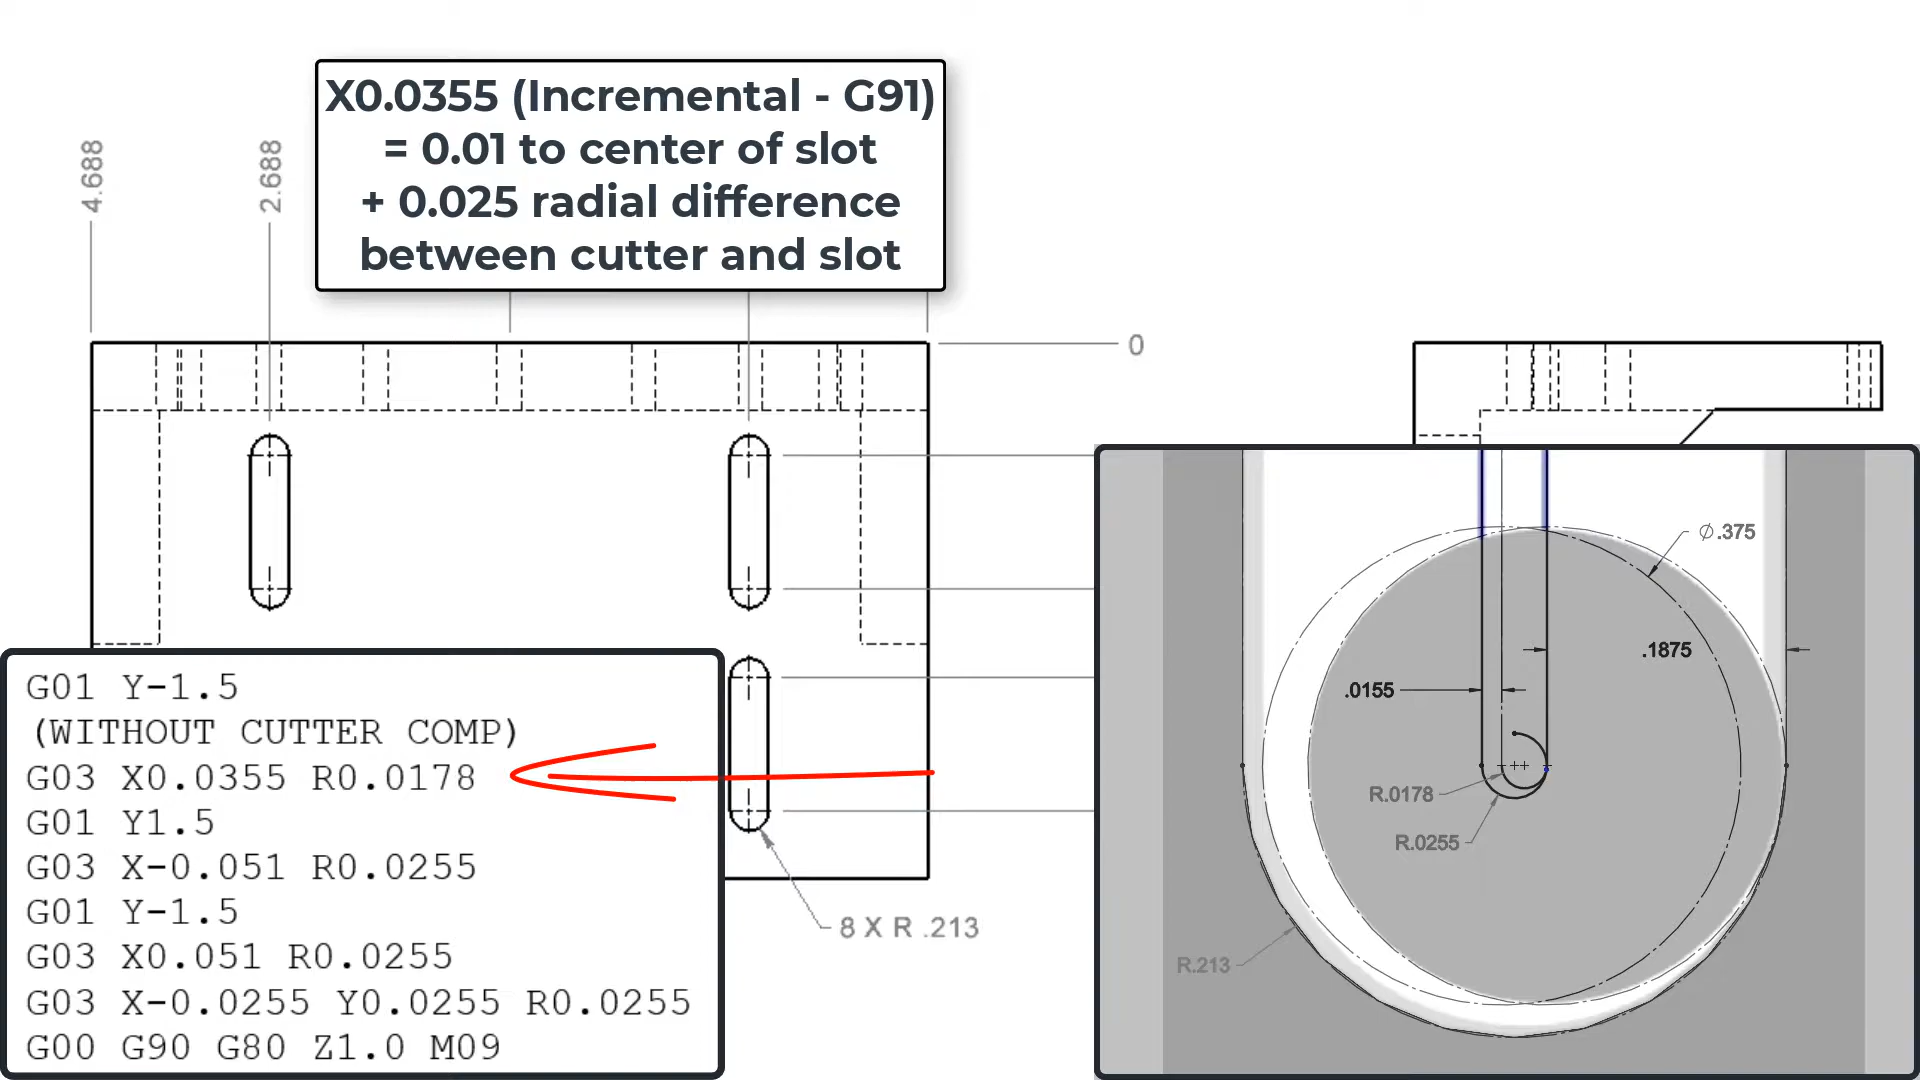 X0.0355 (Incremental - G91)
= 0.01 to center of slot
+ 0.025 radial difference
between cutter and slot
4.688
2.688
0
8 X R .213
G01 Y-1.5
(WITHOUT CUTTER COMP)
G03 X0.0355 R0.0178
G01 Y1.5
G03 X-0.051 R0.0255
G01 Y-1.5
G03 X0.051 R0.0255
G03 X-0.0255 Y0.0255 R0.0255
G00 G90 G80 Z1.0 M09
∅.375
.1875
.0155
R.0178
R.0255
R.213